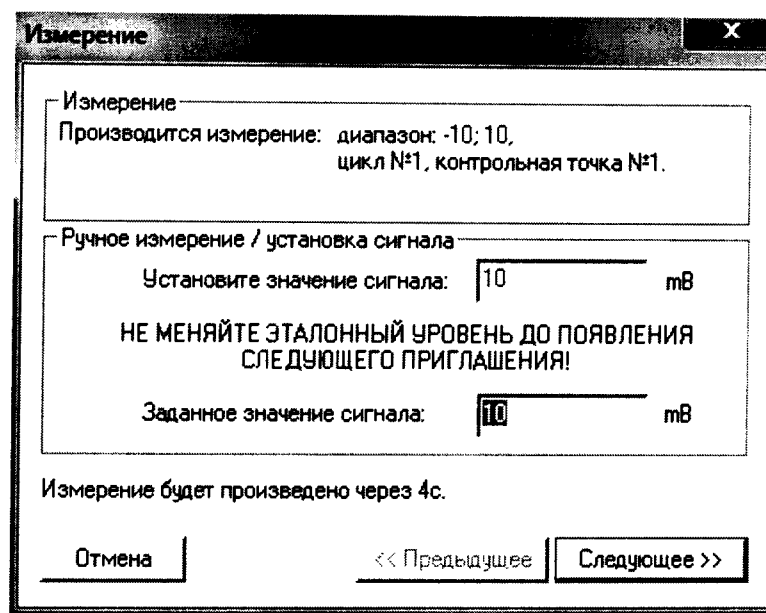 Измерение
X
Измерение
Производится измерение: диапазон: -10; 10,
цикл №1, контрольная точка №1.
Ручное измерение / установка сигнала
Установите значение сигнала: 10 mB
НЕ МЕНЯЙТЕ ЭТАЛОННЫЙ УРОВЕНЬ ДО ПОЯВЛЕНИЯ
СЛЕДУЮЩЕГО ПРИГЛАШЕНИЯ!
Заданное значение сигнала: 10 mB
Измерение будет произведено через 4с.
Отмена << Предыдущее Следующее >>